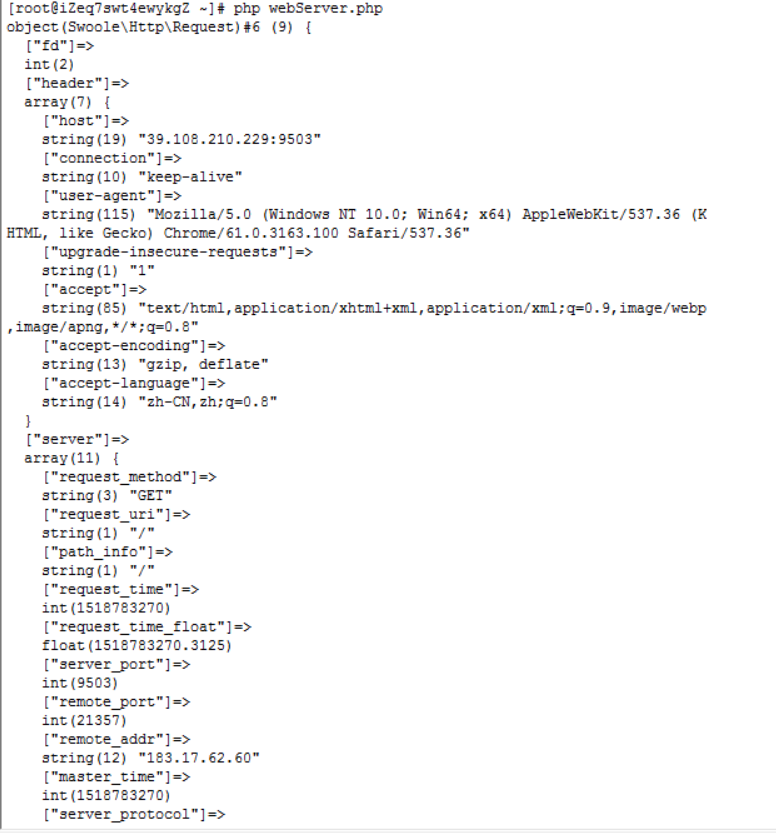 [root@iZeq7swt4ewykgZ ~]# php webServer.php
object(Swoole\Http\Request)#6 (9) {
  ["fd"]=>
  int(2)
  ["header"]=>
  array(7) {
    ["host"]=>
    string(19) "39.108.210.229:9503"
    ["connection"]=>
    string(10) "keep-alive"
    ["user-agent"]=>
    string(115) "Mozilla/5.0 (Windows NT 10.0; Win64; x64) AppleWebKit/537.36 (K
HTML, like Gecko) Chrome/61.0.3163.100 Safari/537.36"
    ["upgrade-insecure-requests"]=>
    string(1) "1"
    ["accept"]=>
    string(85) "text/html,application/xhtml+xml,application/xml;q=0.9,image/webp
,image/apng,*/*;q=0.8"
    ["accept-encoding"]=>
    string(13) "gzip, deflate"
    ["accept-language"]=>
    string(14) "zh-CN,zh;q=0.8"
  }
  ["server"]=>
  array(11) {
    ["request_method"]=>
    string(3) "GET"
    ["request_uri"]=>
    string(1) "/"
    ["path_info"]=>
    string(1) "/"
    ["request_time"]=>
    int(1518783270)
    ["request_time_float"]=>
    float(1518783270.3125)
    ["server_port"]=>
    int(9503)
    ["remote_port"]=>
    int(21357)
    ["remote_addr"]=>
    string(12) "183.17.62.60"
    ["master_time"]=>
    int(1518783270)
    ["server_protocol"]=>